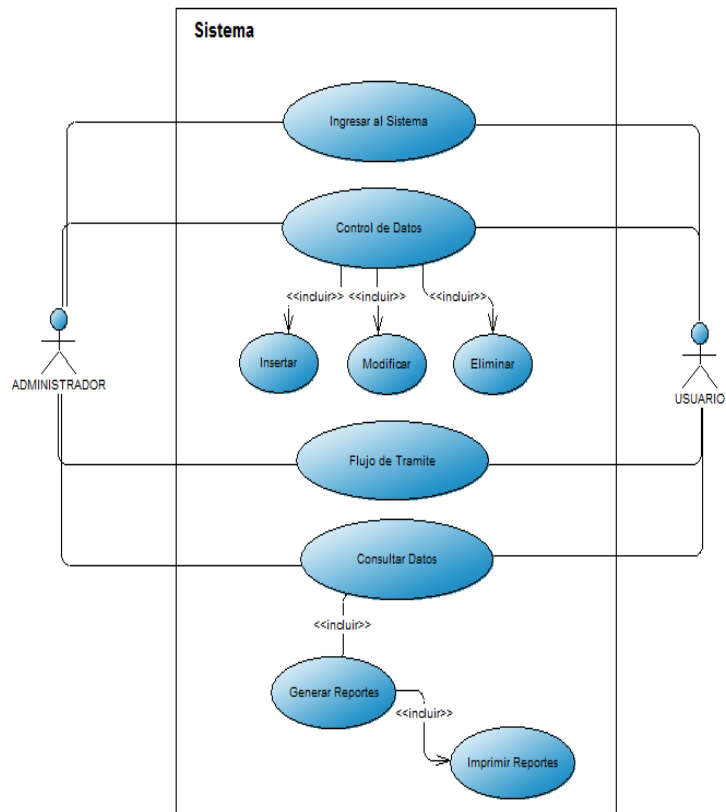 Sistema
Ingresar al Sistema
Control de Datos
<<incluir>> <<incluir>> <<incluir>>
Insertar Modificar Eliminar
ADMINISTRADOR USUARIO
Flujo de Tramite
Consultar Datos
<<incluir>>
Generar Reportes
<<incluir>>
Imprimir Reportes